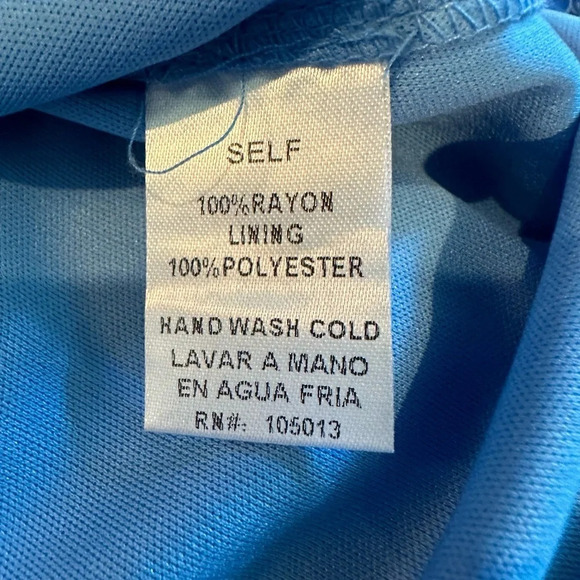 SELF
100%RAYON
LINING
100%POLYESTER
HAND WASH COLD
LAVAR A MANO
EN AGUA FRIA
RN#: 105013